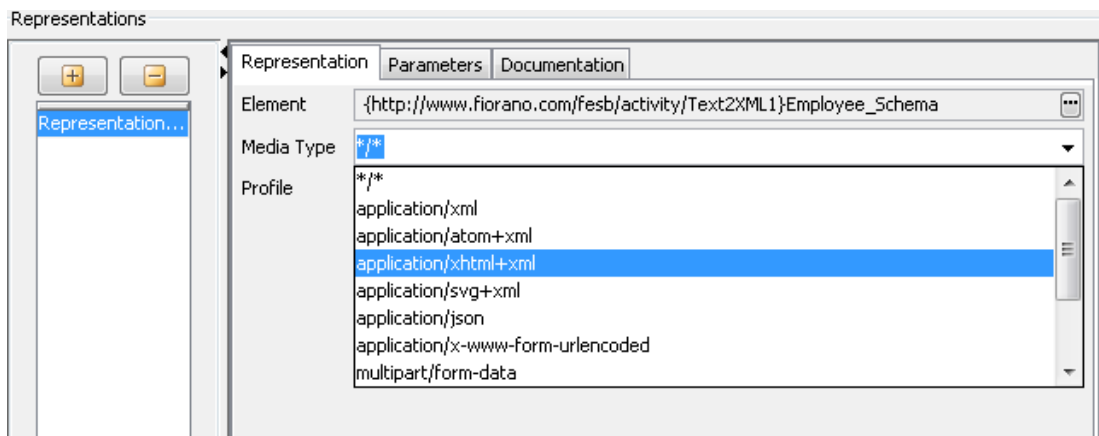 Representations
Representation...
Representation Parameters Documentation
Element {http://www.fiorano.com/fesb/activity/Text2XML1}Employee_Schema ...
Media Type */*
Profile
*/*
application/xml
application/atom+xml
application/xhtml+xml
application/svg+xml
application/json
application/x-www-form-urlencoded
multipart/form-data